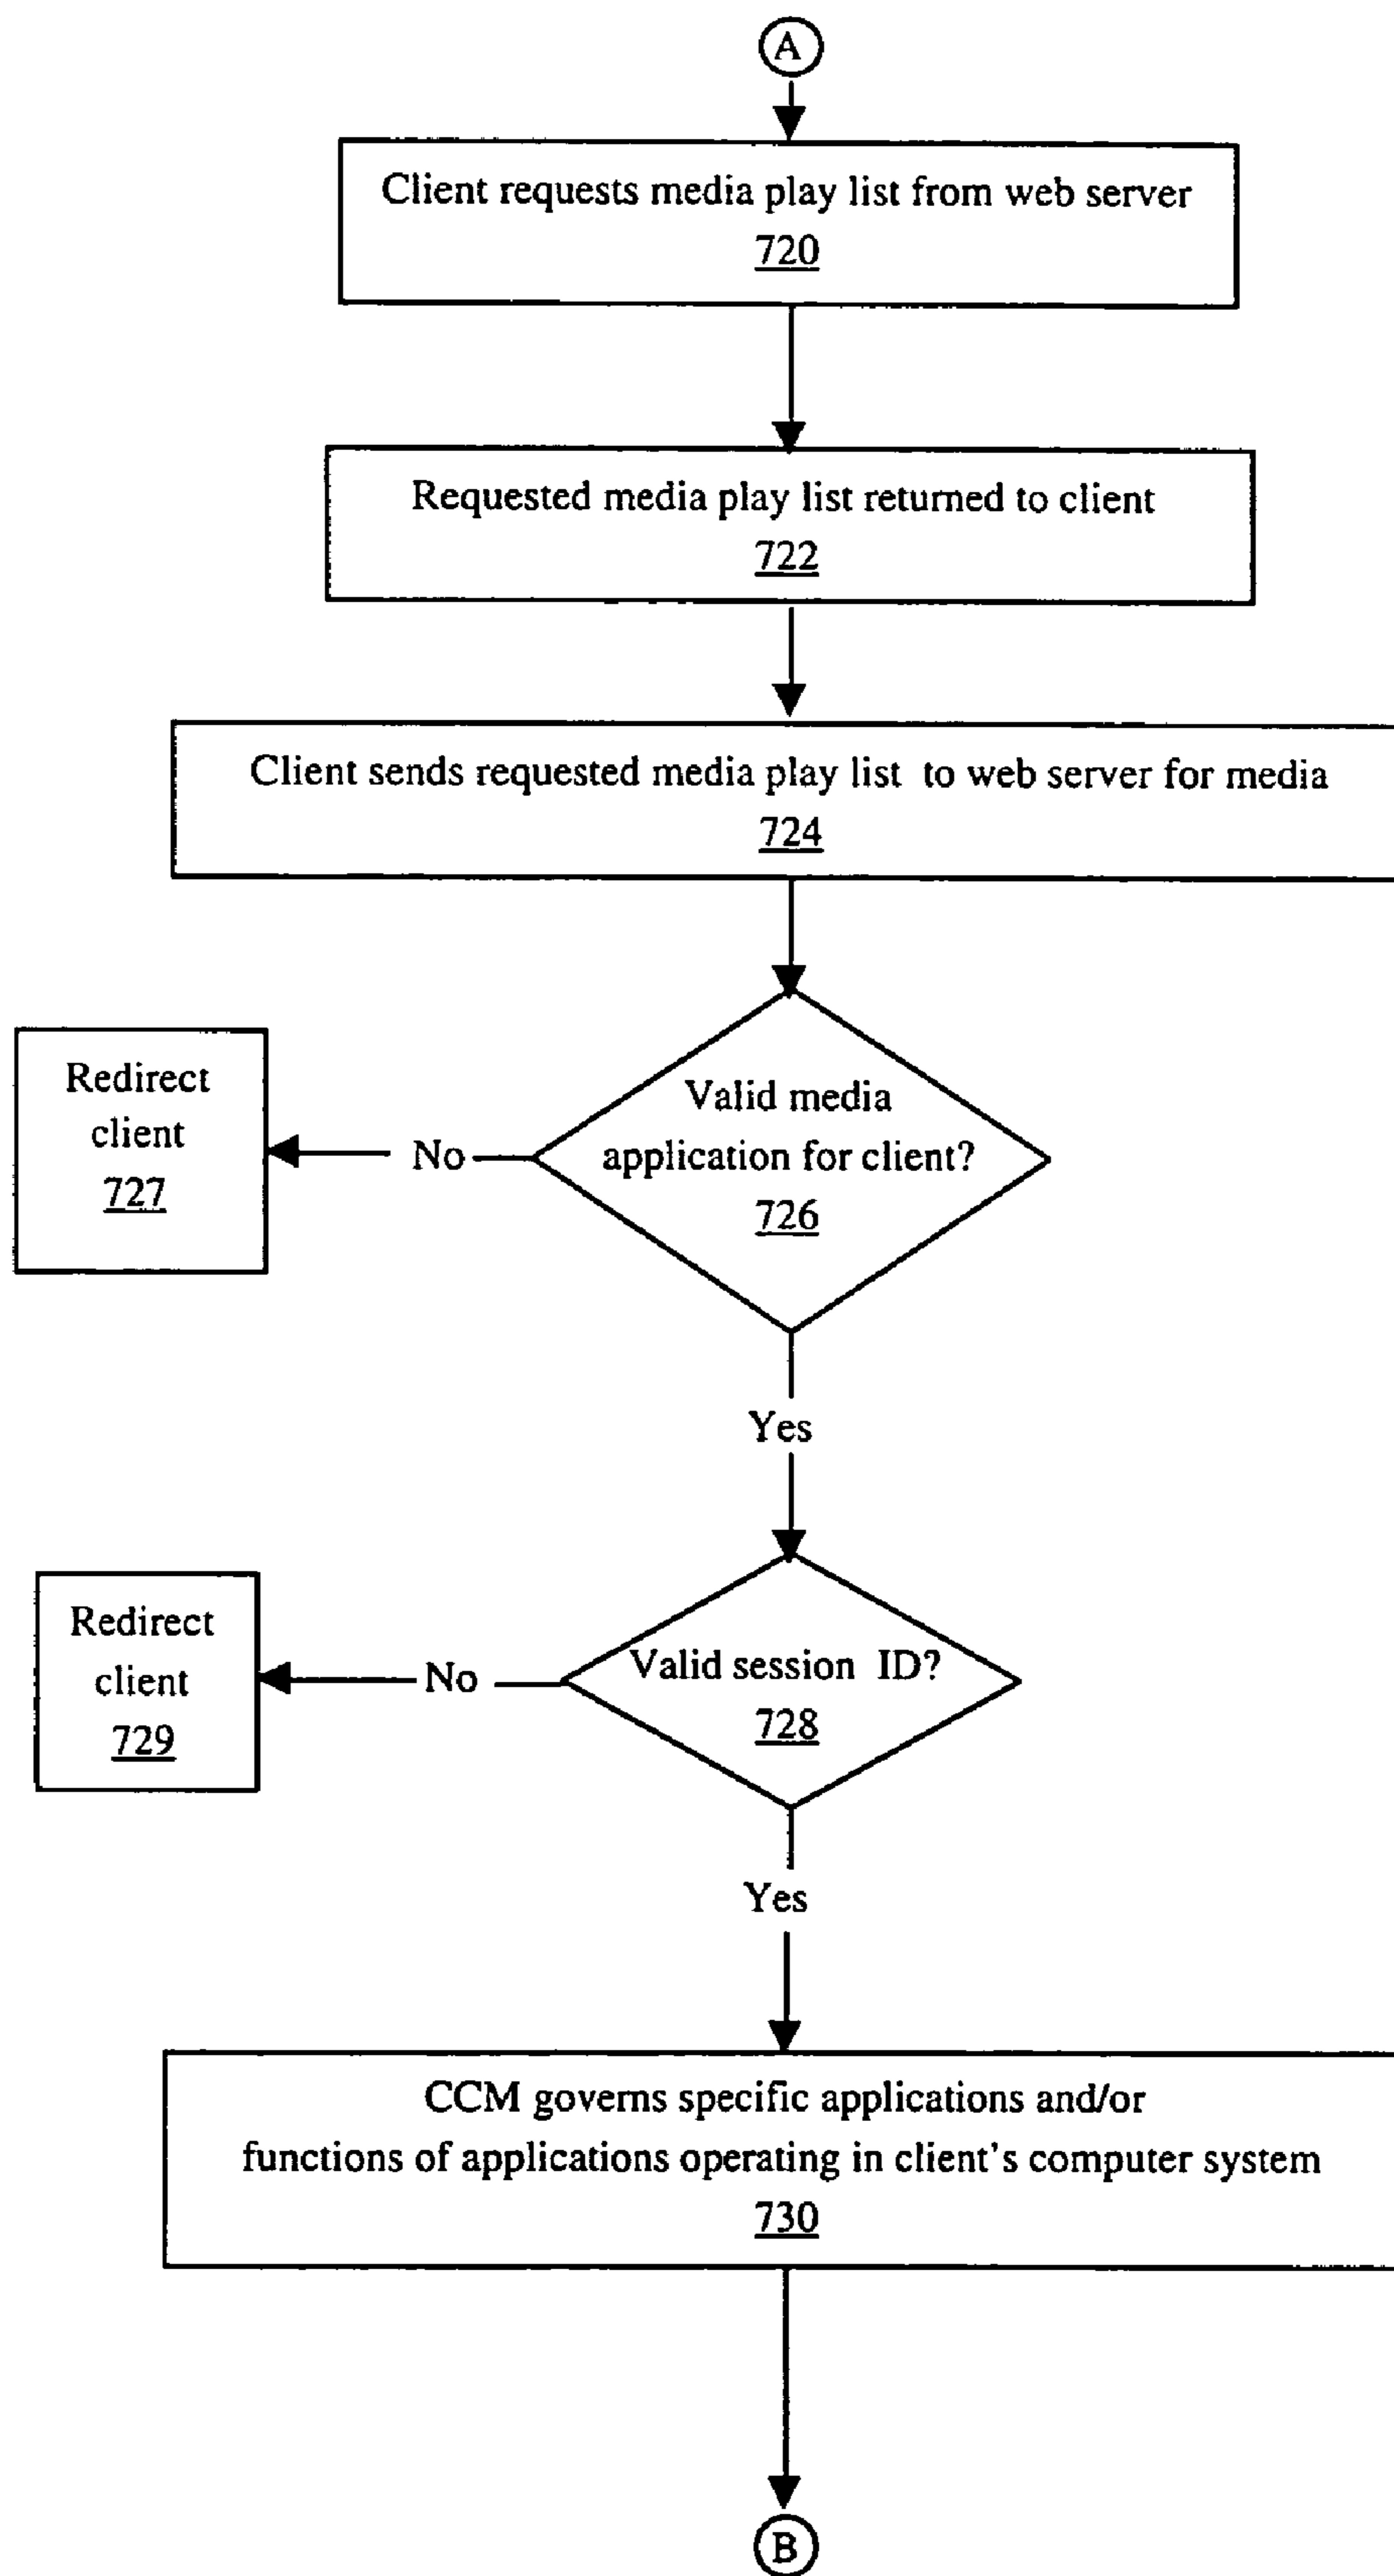 A
Client requests media play list from web server
720
Requested media play list returned to client
722
Client sends requested media play list to web server for media
724
Valid media
application for client?
726
No
Redirect
client
727
Yes
Valid session ID?
728
No
Redirect
client
729
Yes
CCM governs specific applications and/or
functions of applications operating in client's computer system
730
B